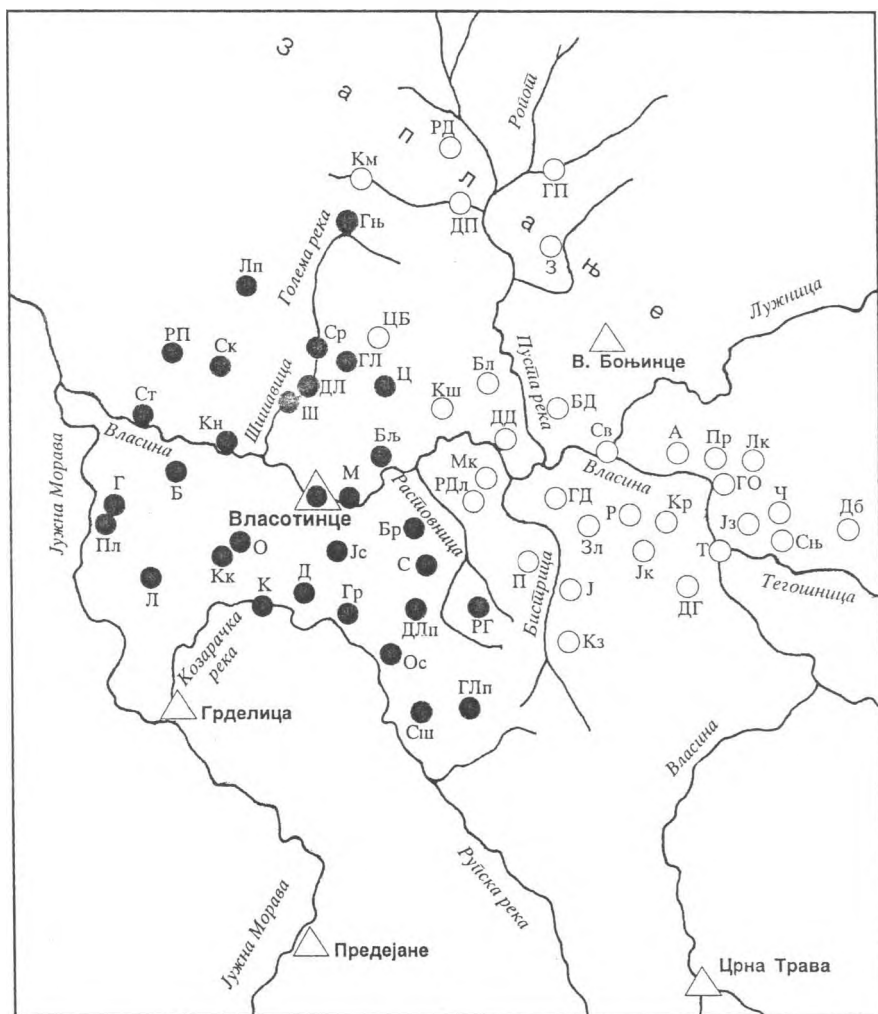 З а п л а њ е
Ројот
РД
Км
ГП
ДП
Гњ
З
Голема река
Лп
Лужница
ЦБ
РП
Ср
Ск
ГЛ
В. Боњинце
Пуста река
ДЛ
Ц
Бл
Ш
Кш
БД
Ст
Шишавица
Кн
ДД
Св
А
Пр
Лк
Власина
Бљ
Мк
Власина
ГО
Јужна Морава
Г
Б
М
Растовница
РДл
ГД
Р
Кр
Ч
Дб
Власотинце
Пл
О
Бр
Зл
Јз
Сњ
Јс
Кк
С
П
Јк
Т
Тегошница
Л
К
Д
Гр
Бистрица
Ј
ДГ
ДЛп
РГ
Козарачка
река
Ос
Кз
Грделица
ГЛп
Сш
Власина
Рујска река
Јужна Морава
Предејане
Црна Трава